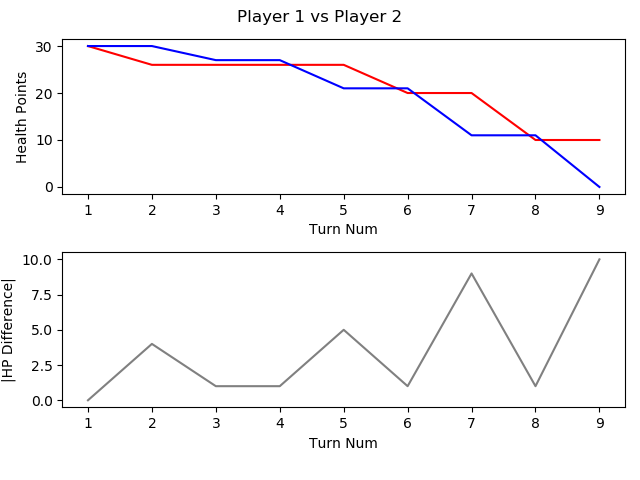 Player 1 vs Player 2
Health Points
30
20
10
0
1 2 3 4 5 6 7 8 9
Turn Num
|HP Difference|
10.0
7.5
5.0
2.5
0.0
1 2 3 4 5 6 7 8 9
Turn Num